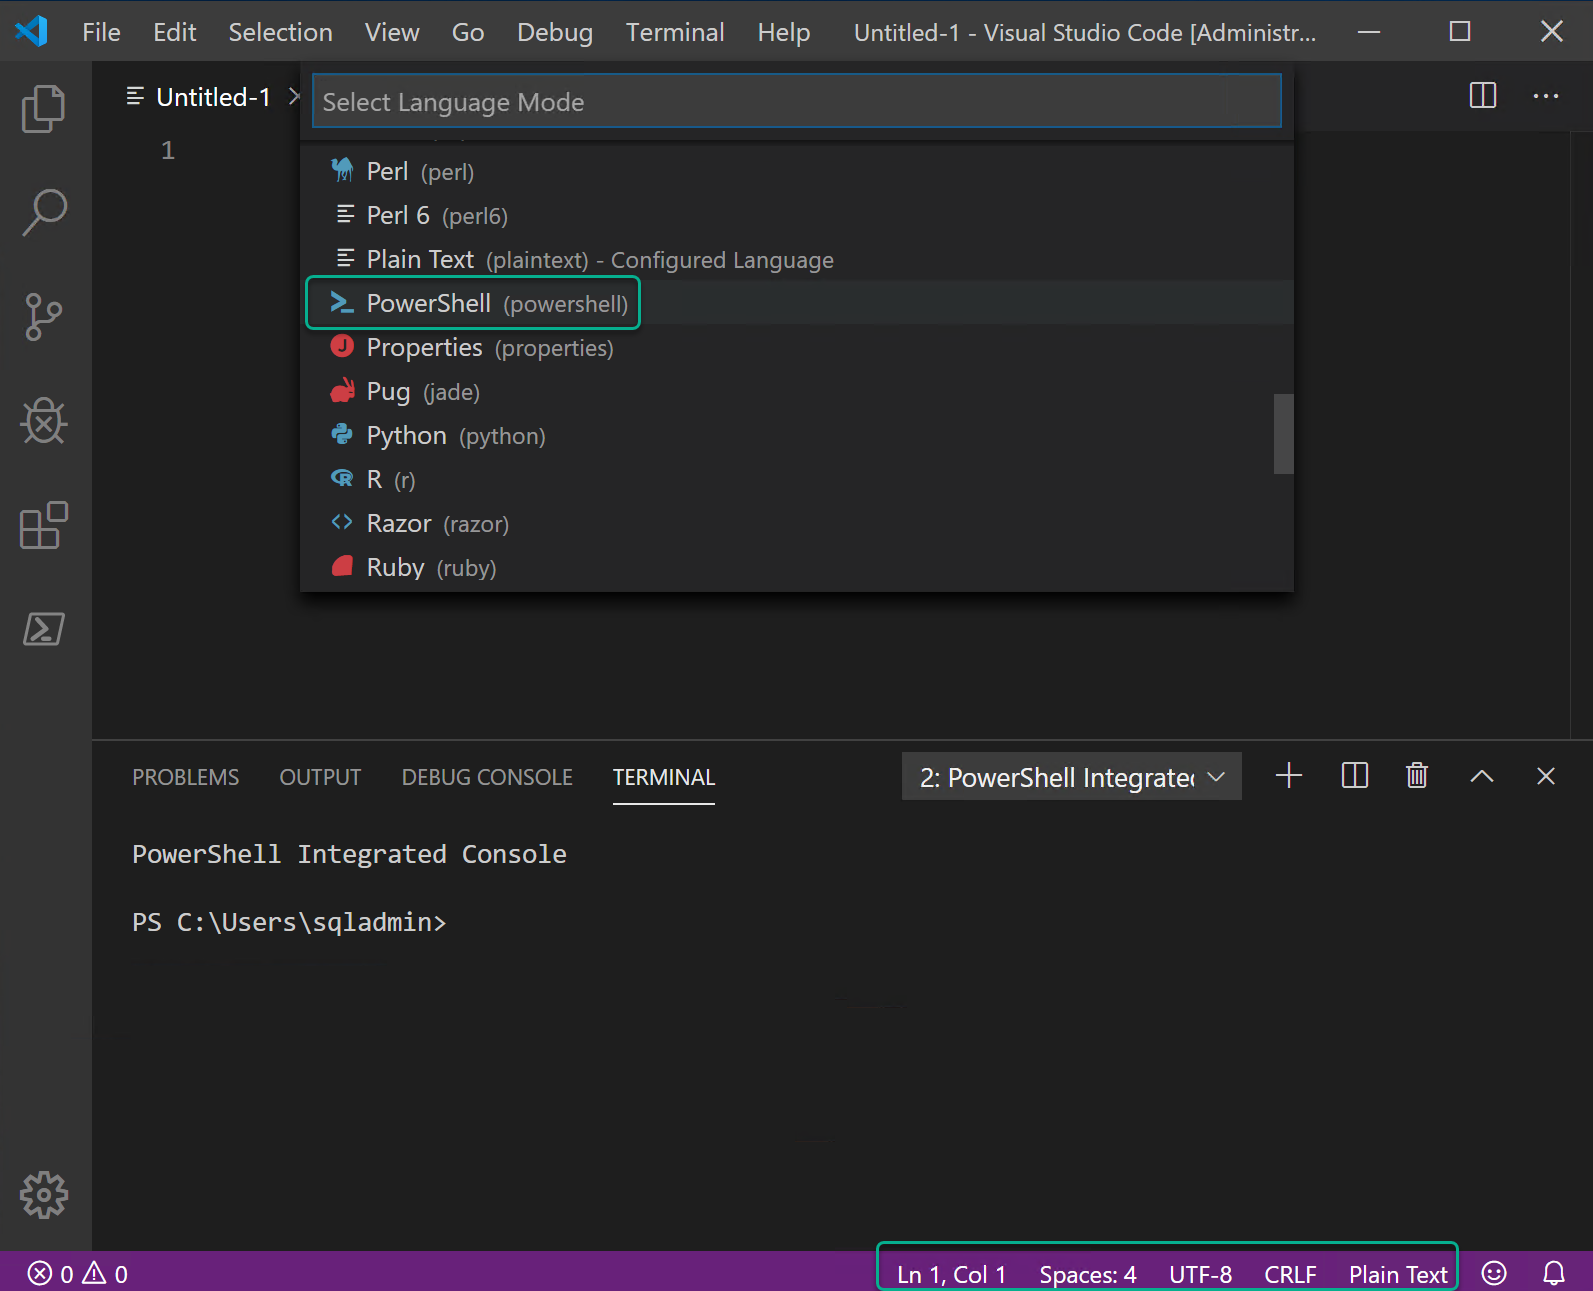 File Edit Selection View Go Debug Terminal Help Untitled-1 - Visual Studio Code [Administr...
Untitled-1
Select Language Mode
1
Perl (perl)
Perl 6 (perl6)
Plain Text (plaintext) - Configured Language
PowerShell (powershell)
Properties (properties)
Pug (jade)
Python (python)
R (r)
Razor (razor)
Ruby (ruby)
PROBLEMS OUTPUT DEBUG CONSOLE TERMINAL 2: PowerShell Integrated
PowerShell Integrated Console
PS C:\Users\sqladmin>
0 0 Ln 1, Col 1 Spaces: 4 UTF-8 CRLF Plain Text